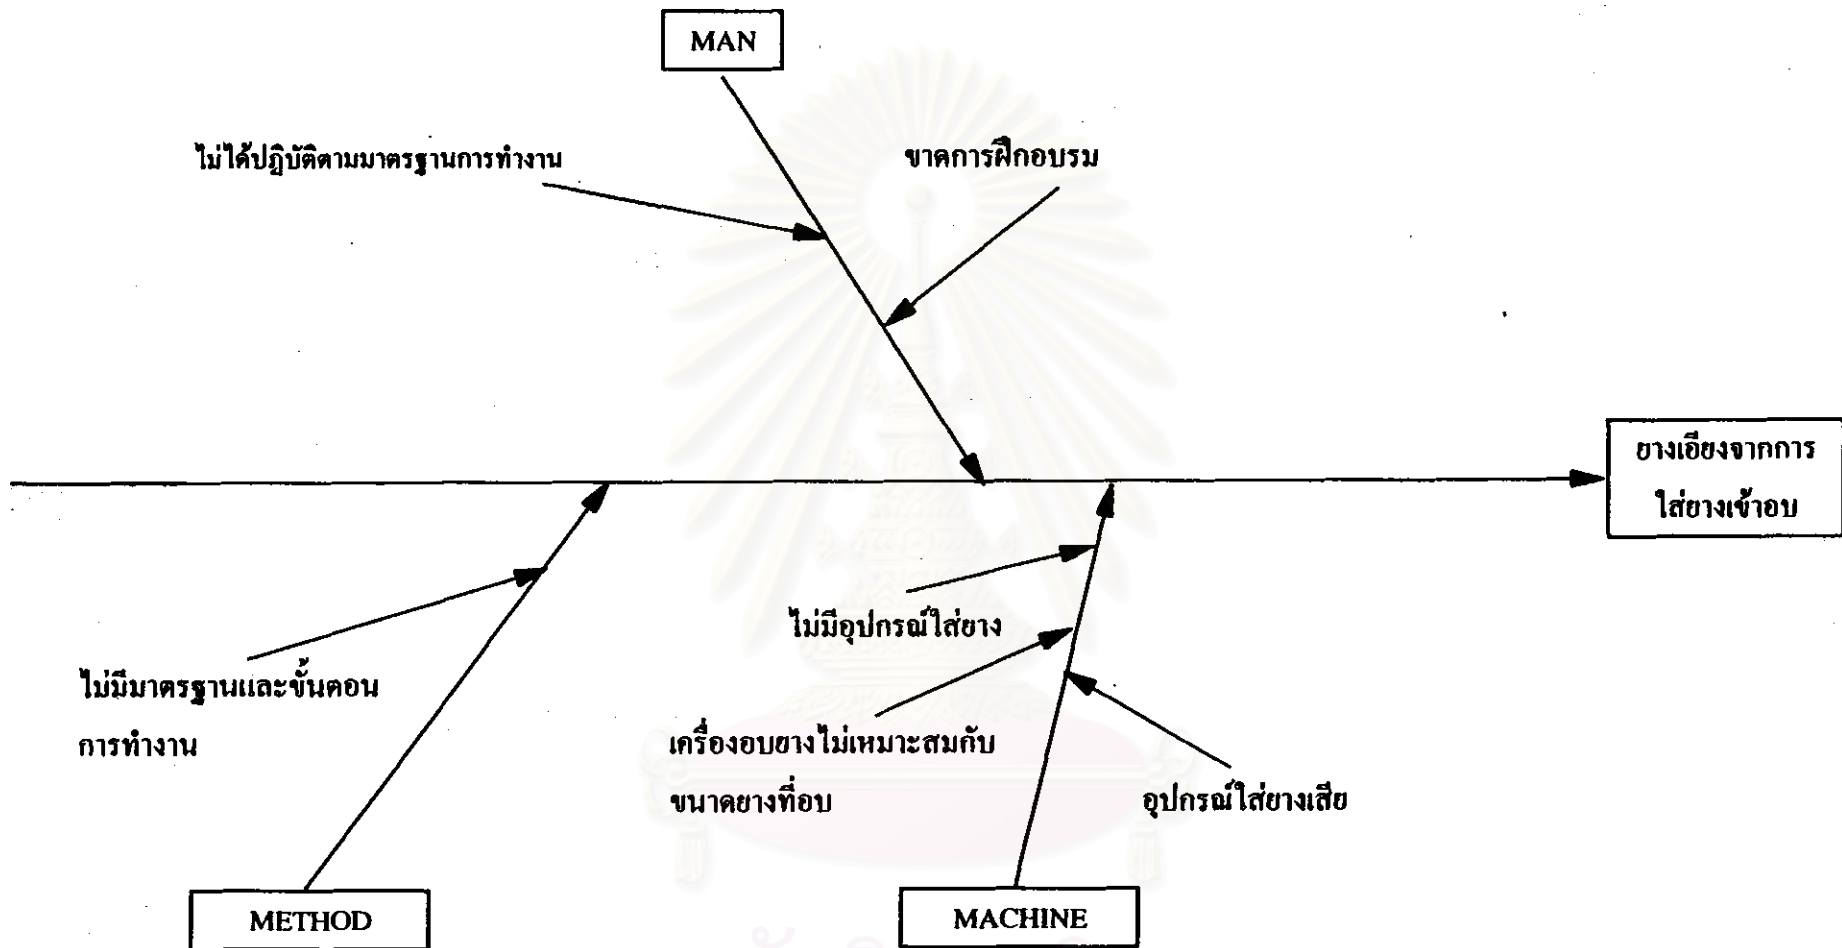 MAN
ไม่ได้ปฏิบัติตามมาตรฐานการทำงาน
ขาดการฝึกอบรม
ยางเอียงจากการ
ใส่ยางเข้าอบ
ไม่มีอุปกรณ์ใส่ยาง
ไม่มีมาตรฐานและขั้นตอน
การทำงาน
เครื่องอบยางไม่เหมาะสมกับ
ขนาดยางที่อบ
อุปกรณ์ใส่ยางเสีย
METHOD
MACHINE